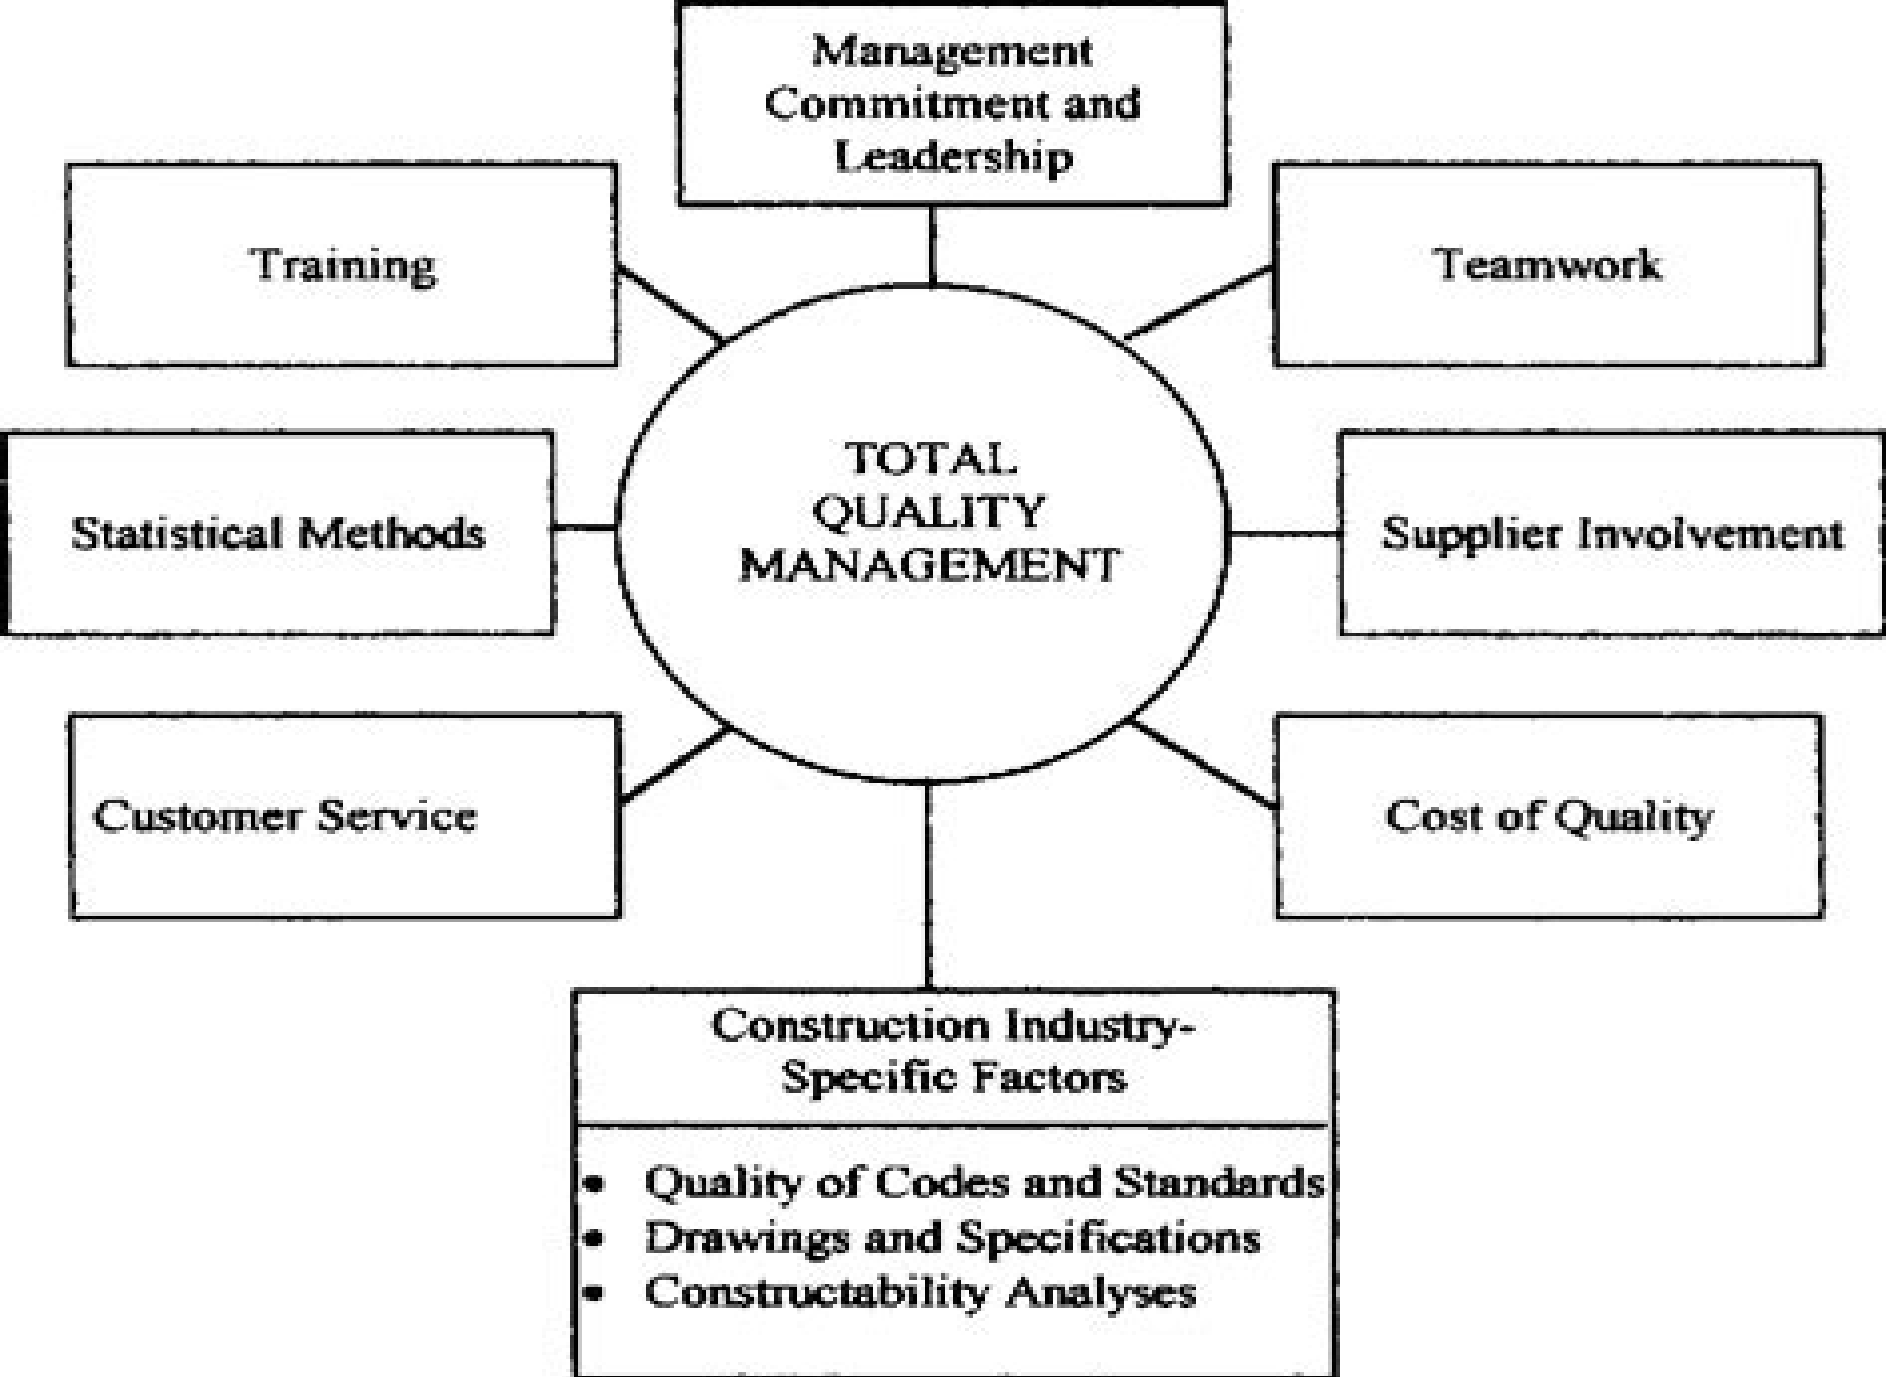 Management
Commitment and
Leadership
Training
Teamwork
TOTAL
QUALITY
MANAGEMENT
Statistical Methods
Supplier Involvement
Customer Service
Cost of Quality
Construction Industry-
Specific Factors
• Quality of Codes and Standards
• Drawings and Specifications
• Constructability Analyses